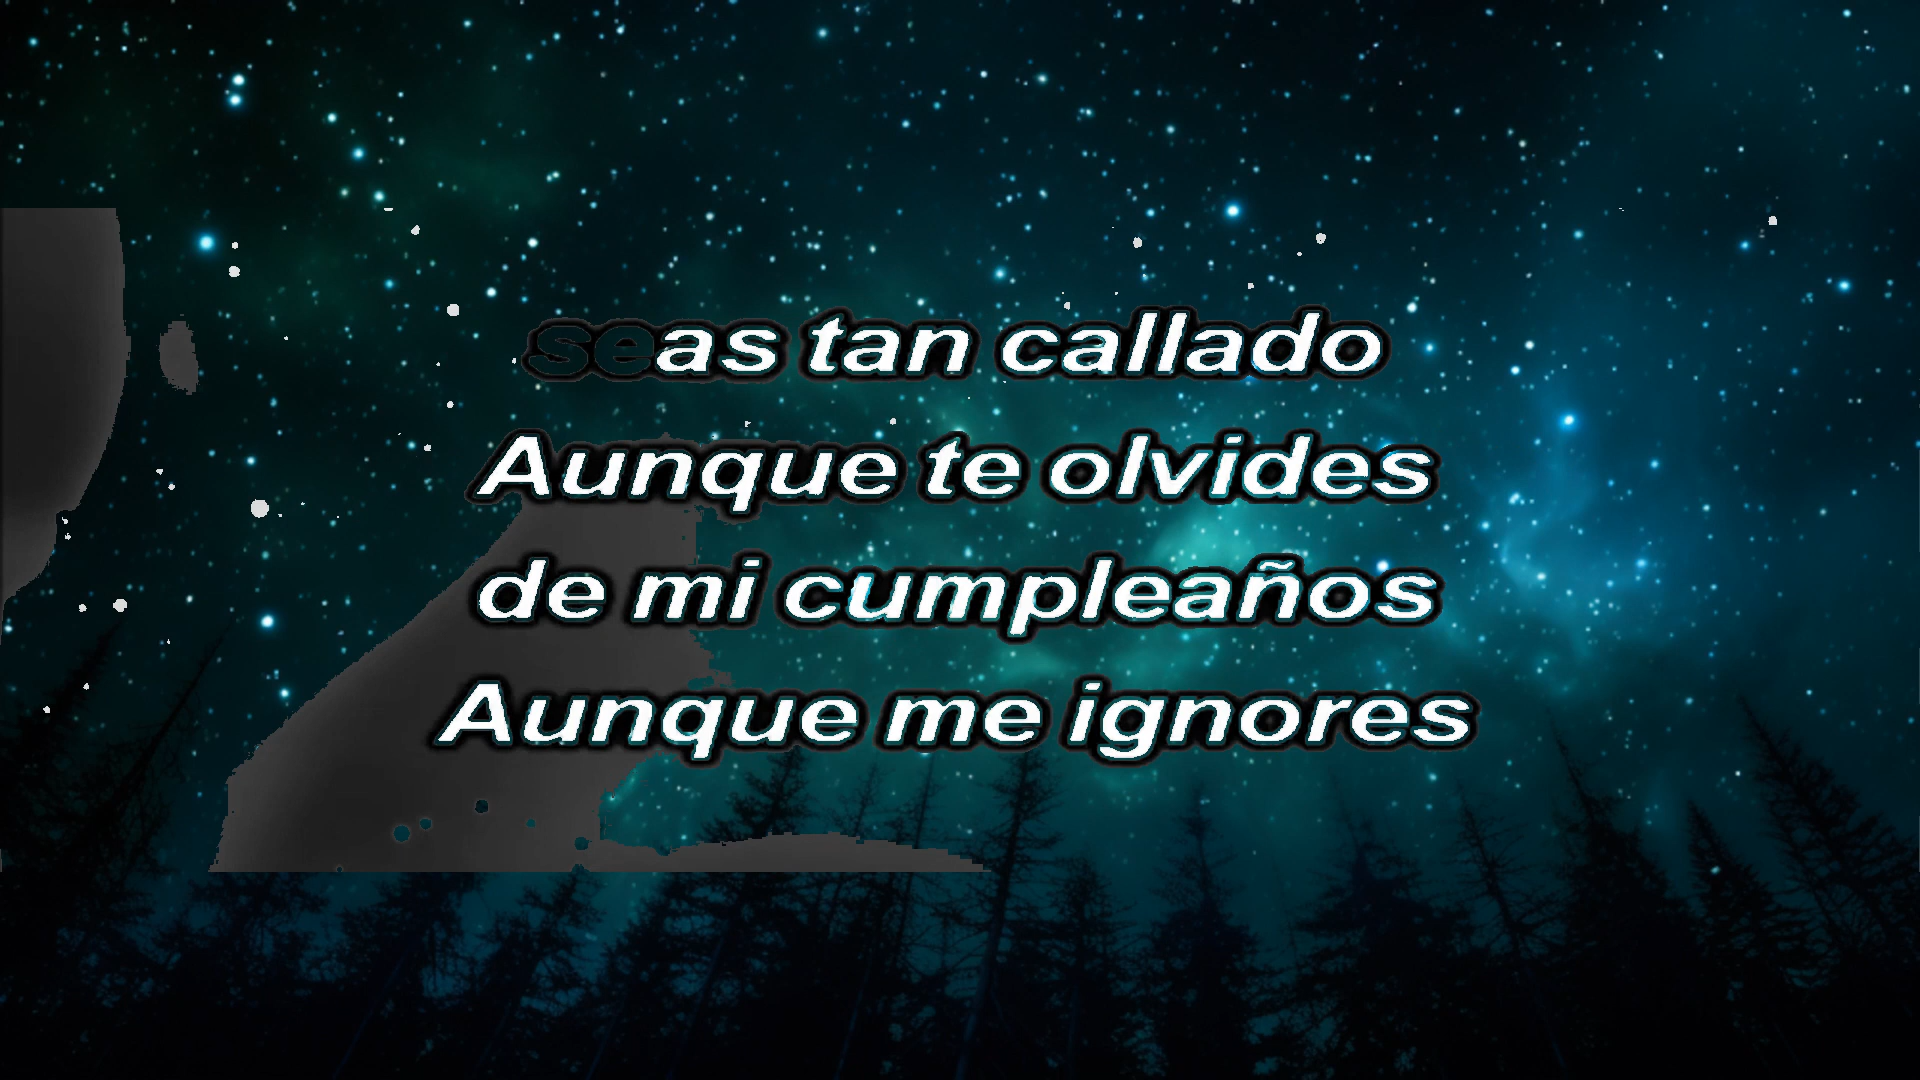 seas tan callado
Aunque te olvides
de mi cumpleaños
Aunque me ignores